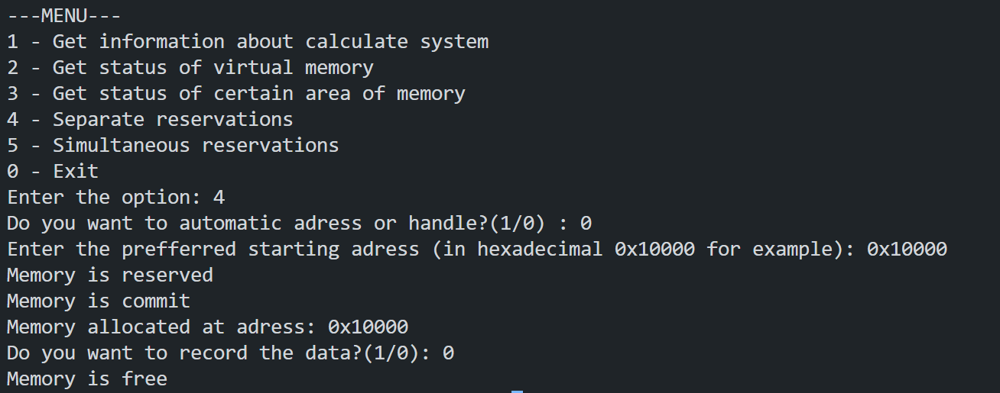 ---MENU---
1 - Get information about calculate system
2 - Get status of virtual memory
3 - Get status of certain area of memory
4 - Separate reservations
5 - Simultaneous reservations
0 - Exit
Enter the option: 4
Do you want to automatic adress or handle?(1/0) : 0
Enter the prefferred starting adress (in hexadecimal 0x10000 for example): 0x10000
Memory is reserved
Memory is commit
Memory allocated at adress: 0x10000
Do you want to record the data?(1/0): 0
Memory is free